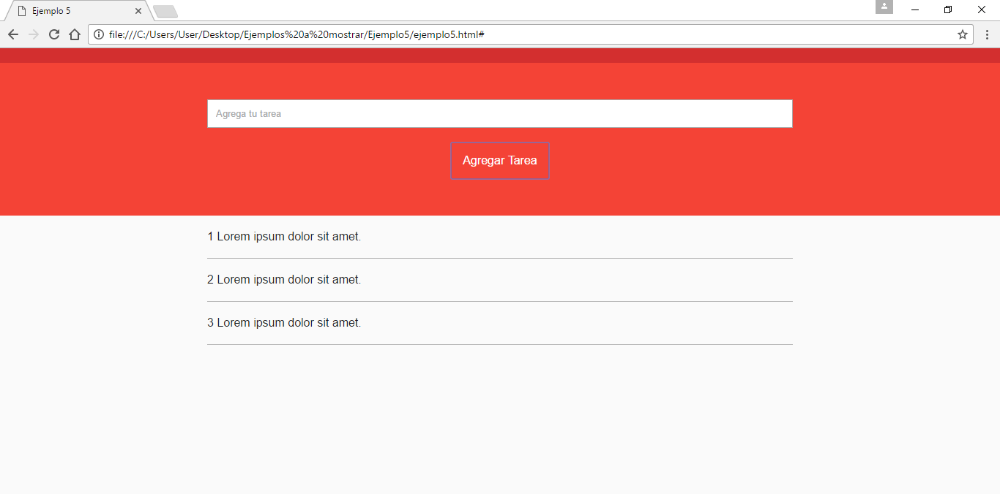 Ejemplo 5
file:///C:/Users/User/Desktop/Ejemplos%20a%20mostrar/Ejemplo5/ejemplo5.html#
Agrega tu tarea
Agregar Tarea
1 Lorem ipsum dolor sit amet.
2 Lorem ipsum dolor sit amet.
3 Lorem ipsum dolor sit amet.